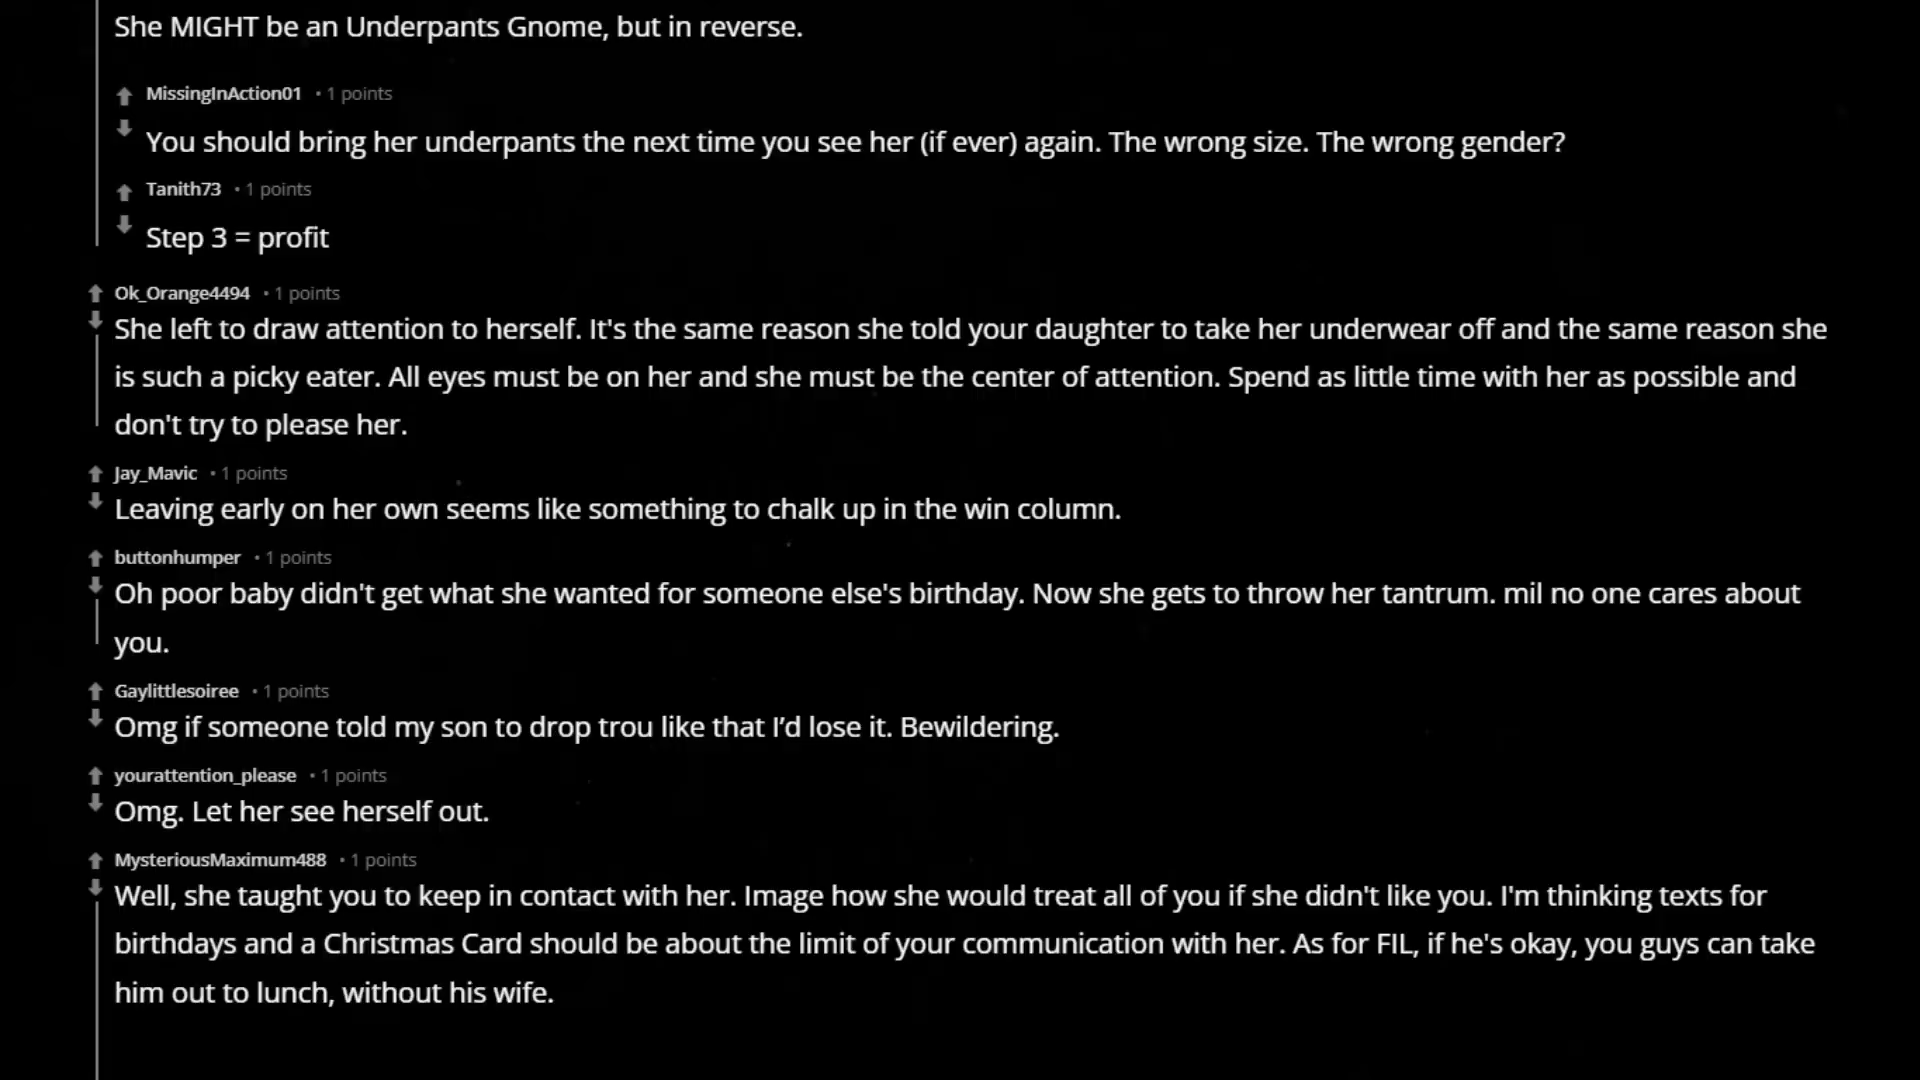 She MIGHT be an Underpants Gnome, but in reverse.
MissingInAction01 • 1 points
You should bring her underpants the next time you see her (if ever) again. The wrong size. The wrong gender?
Tanith73 • 1 points
Step 3 = profit
Ok_Orange4494 • 1 points
She left to draw attention to herself. It's the same reason she told your daughter to take her underwear off and the same reason she
is such a picky eater. All eyes must be on her and she must be the center of attention. Spend as little time with her as possible and
don't try to please her.
Jay_Mavic • 1 points
Leaving early on her own seems like something to chalk up in the win column.
buttonhumper • 1 points
Oh poor baby didn't get what she wanted for someone else's birthday. Now she gets to throw her tantrum. mil no one cares about
you.
Gaylittlesoiree • 1 points
Omg if someone told my son to drop trou like that I’d lose it. Bewildering.
yourattention_please • 1 points
Omg. Let her see herself out.
MysteriousMaximum488 • 1 points
Well, she taught you to keep in contact with her. Image how she would treat all of you if she didn't like you. I'm thinking texts for
birthdays and a Christmas Card should be about the limit of your communication with her. As for FIL, if he's okay, you guys can take
him out to lunch, without his wife.